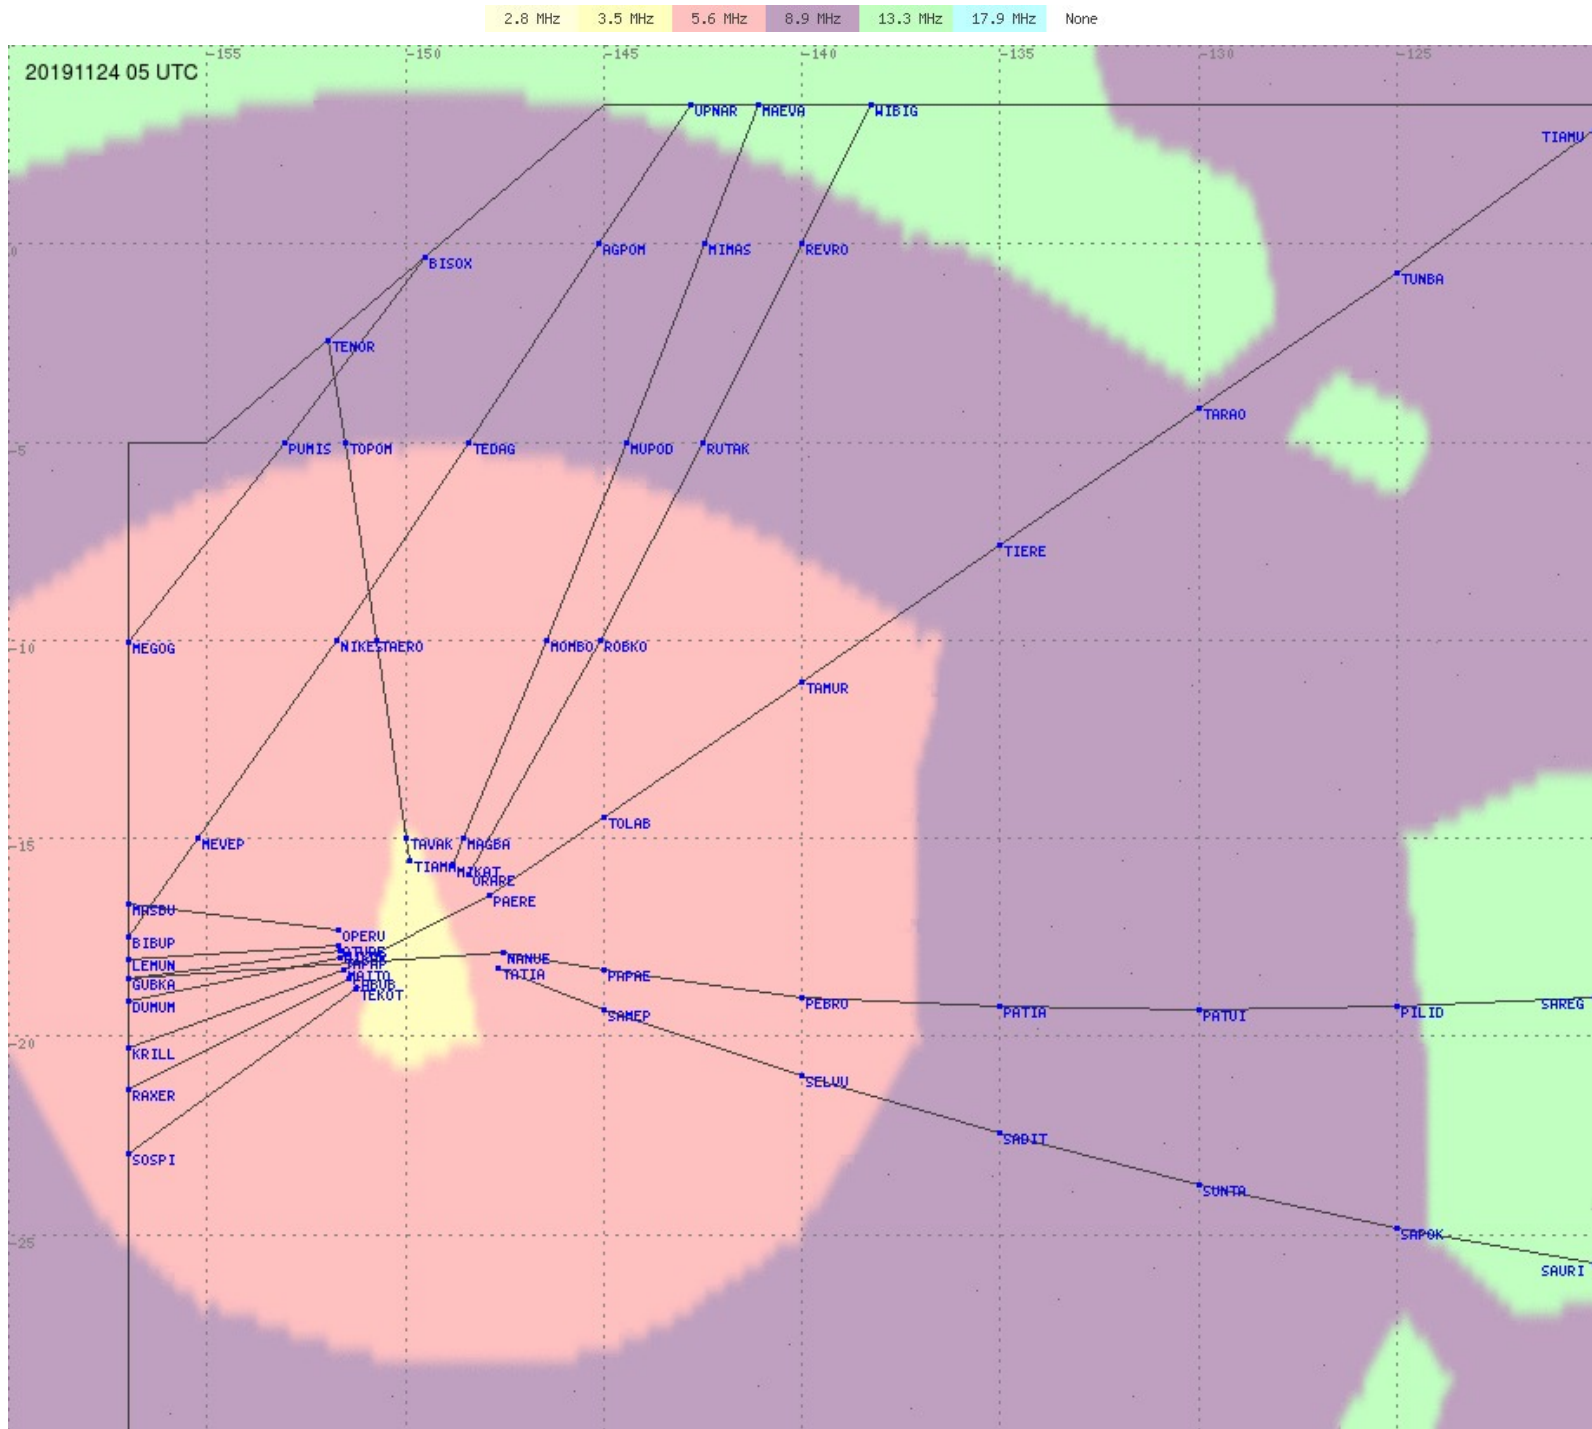 2.8 MHz 3.5 MHz 5.6 MHz 8.9 MHz 13.3 MHz 17.9 MHz None
-155 -150 -145 -140 -135 -130 -125
20191124 05 UTC
UPNAR MAEVA WIBIG
TIAMU
0 AGPOM MIMAS REVRO
BISOX
TUNBA
TENOR
TARAO
-5 PUMIS TOPOM TEDAG MUPOD RUTAK
TIERE
-10 MEGOG NIKES TAERO MOMBO ROBKO
TAMUR
TOLAB
-15 MEVEP TAVAK MAGBA
TIAMA MIKAT
ORARE
PAERE
MASBU
OPERU
BIBUP
NANUE
LEMUN
TATIA PAPAE
MAITO
GUBKA
TEKOT
PEBRO SAREG
DUMUM
PATIA PATUI PILID
SAMEP
-20
KRILL
SELVU
RAXER
SADIT
SOSPI
SUNTA
SAPOK
-25
SAURI